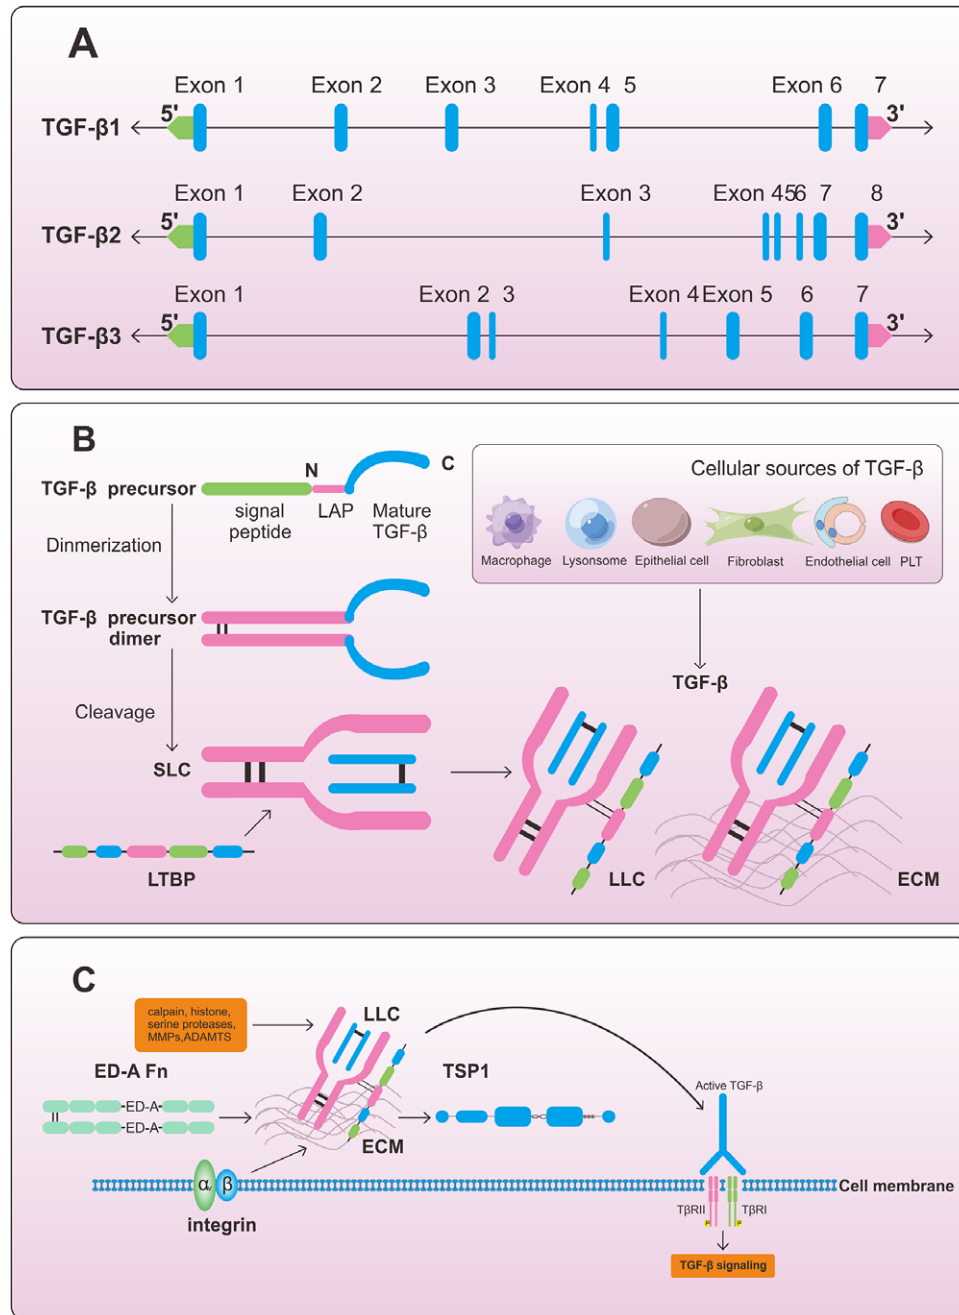 A
Exon 1 Exon 2 Exon 3 Exon 4 5 Exon 6 7
5' 3'
TGF-β1
Exon 1 Exon 2 Exon 3 Exon 456 7 8
5' 3'
TGF-β2
Exon 1 Exon 2 3 Exon 4 Exon 5 6 7
5' 3'
TGF-β3
B
N C
TGF-β precursor
signal
peptide
LAP
Mature
TGF-β
Dinmerization
TGF-β precursor
dimer
Cleavage
SLC
LTBP
Cellular sources of TGF-β
Macrophage Lysonsome Epithelial cell Fibroblast Endothelial cell PLT
TGF-β
LLC
ECM
C
calpain, histone,
serine proteases,
MMPs,ADAMTS
LLC
ED-A Fn
TSP1
-ED-A-
-ED-A-
ECM
α β
integrin
Active TGF-β
Cell membrane
TβRII TβRI
P P
TGF-β signaling